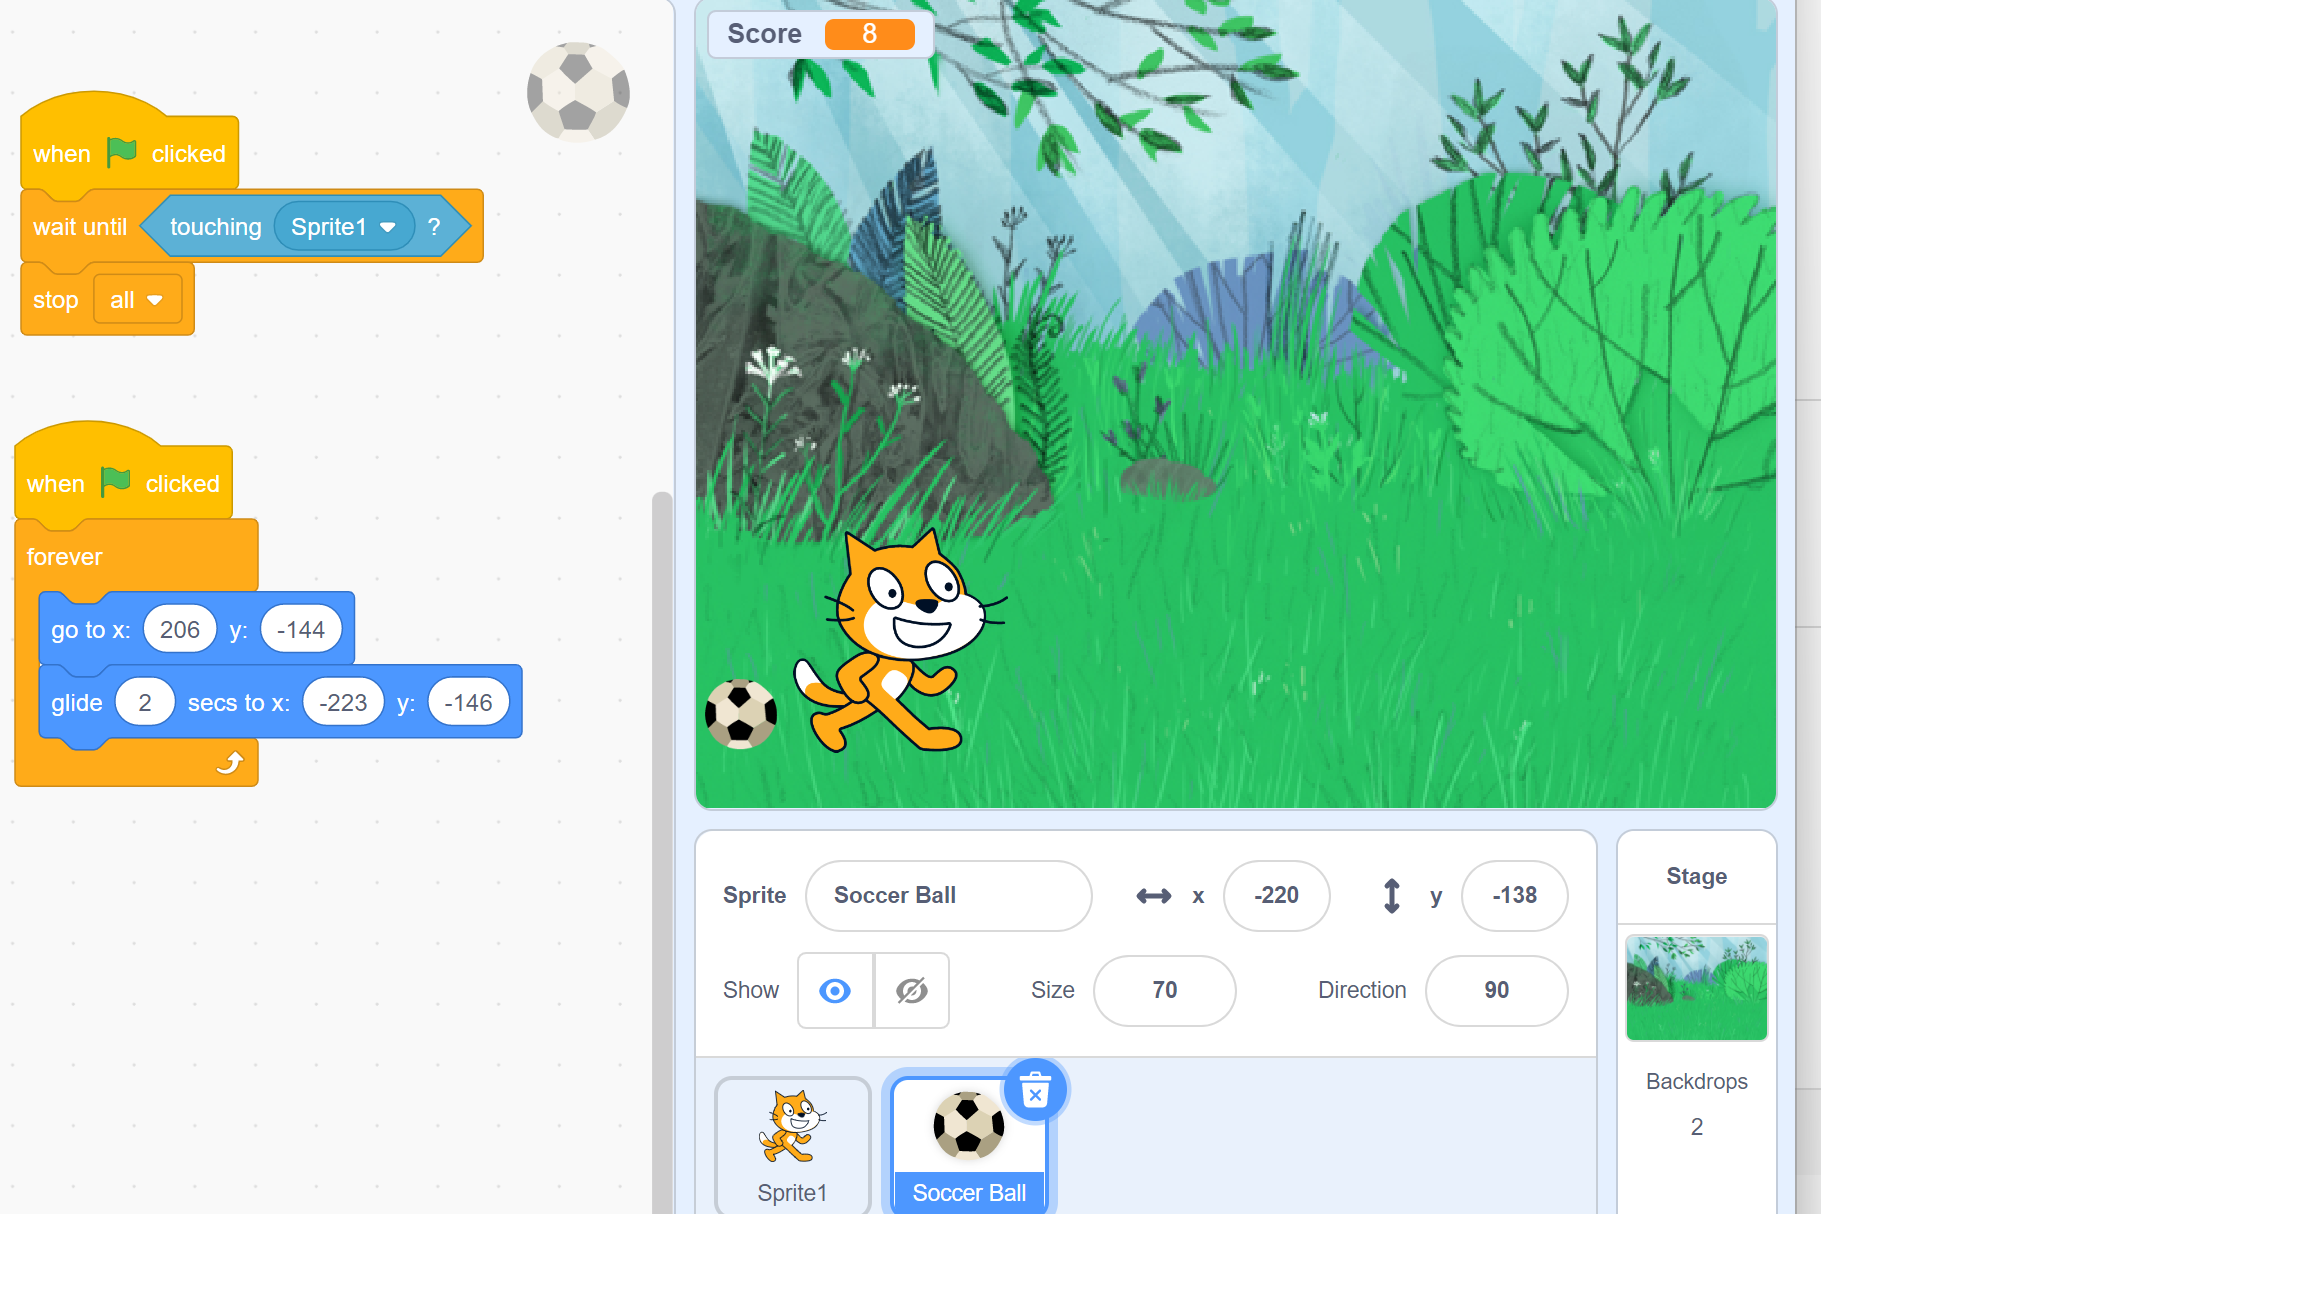 when clicked
wait until touching Sprite1 ?
stop all
when clicked
forever
go to x: 206 y: -144
glide 2 secs to x: -223 y: -146
Score 8
Sprite Soccer Ball x -220 y -138
Show Size 70 Direction 90
Sprite1
Soccer Ball
Stage
Backdrops
2